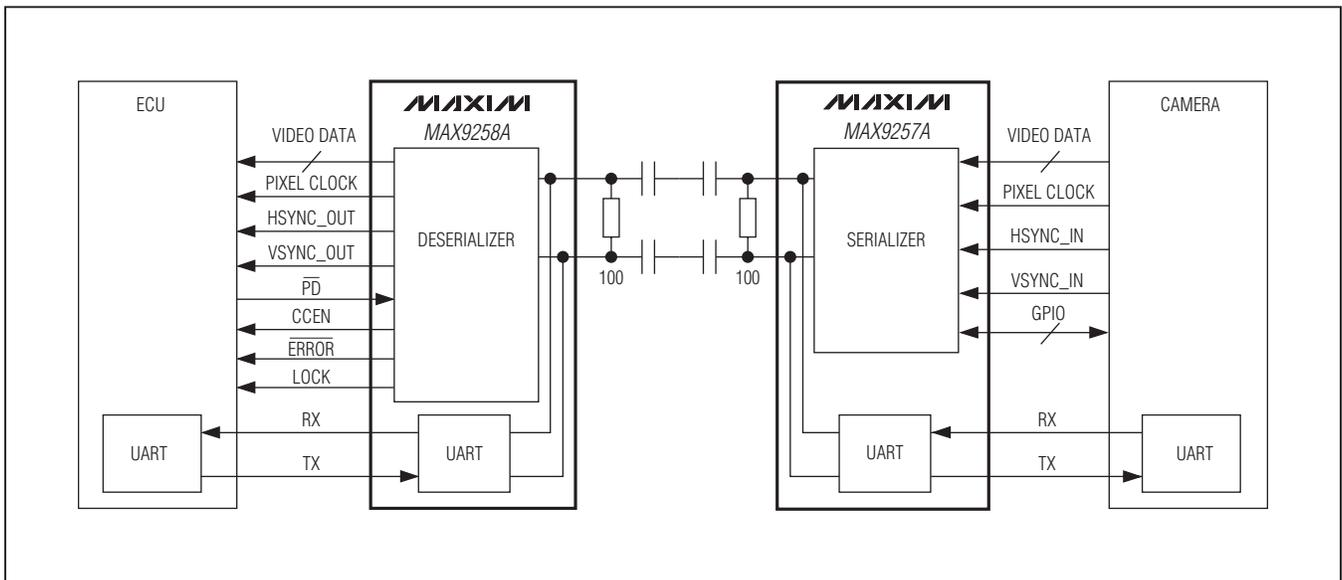 ECU
VIDEO DATA
PIXEL CLOCK
HSYNC_OUT
VSYNC_OUT
PD
CCEN
ERROR
LOCK
RX
TX
UART
MAXIM
MAX9258A
DESERIALIZER
UART
100
100
MAXIM
MAX9257A
SERIALIZER
UART
CAMERA
VIDEO DATA
PIXEL CLOCK
HSYNC_IN
VSYNC_IN
GPIO
RX
TX
UART